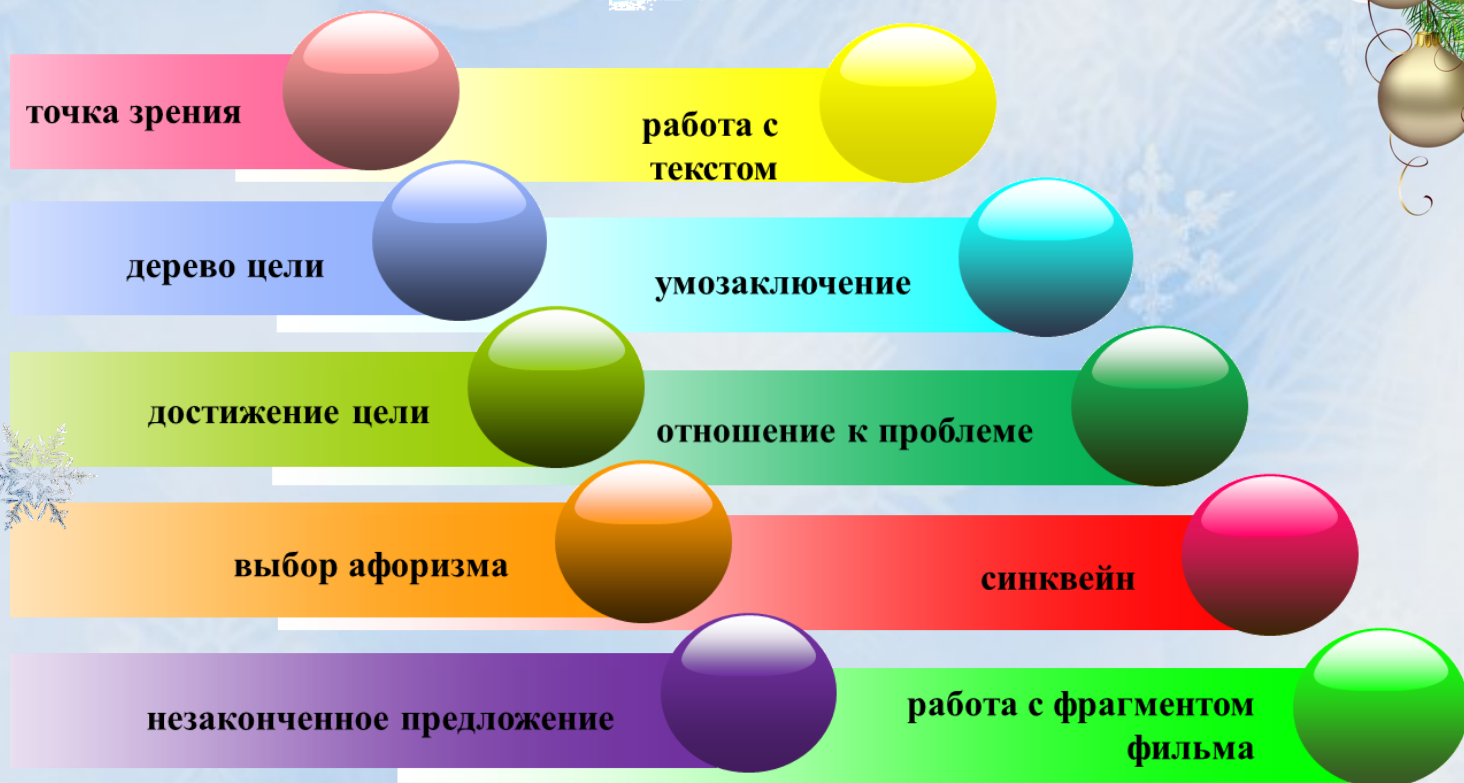 точка зрения
работа с
текстом
дерево цели
умозаключение
достижение цели
отношение к проблеме
выбор афоризма
синквейн
незаконченное предложение
работа с фрагментом
фильма